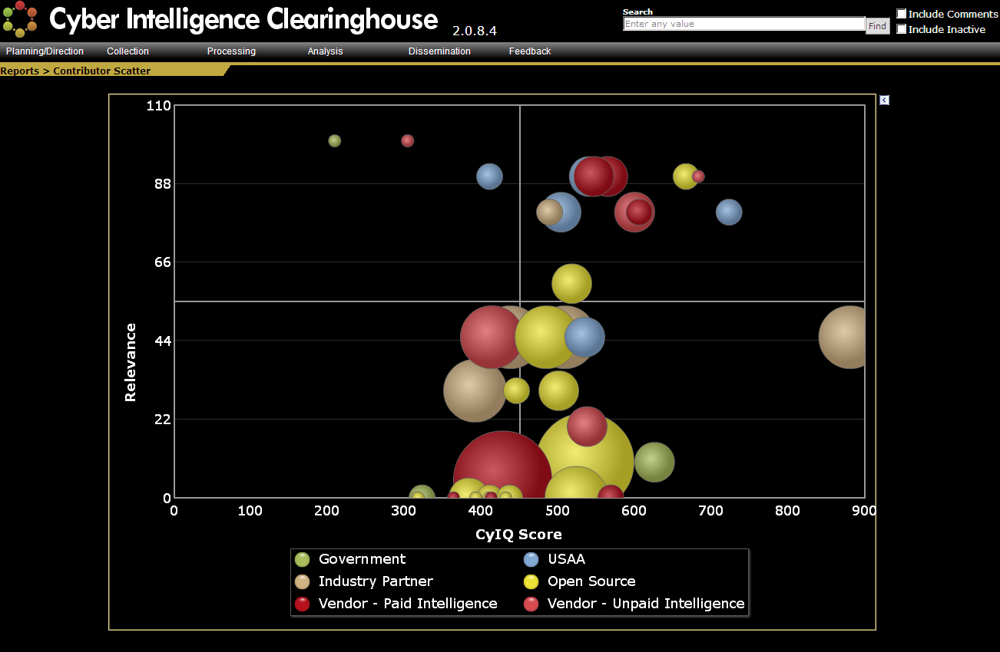 Cyber Intelligence Clearinghouse 2.0.8.4
Search
Enter any value
Find
Include Comments
Include Inactive
Planning/Direction Collection Processing Analysis Dissemination Feedback
Reports > Contributor Scatter
110
88
66
44
22
0
Relevance
0 100 200 300 400 500 600 700 800 900
CyIQ Score
Government USAA
Industry Partner Open Source
Vendor - Paid Intelligence Vendor - Unpaid Intelligence